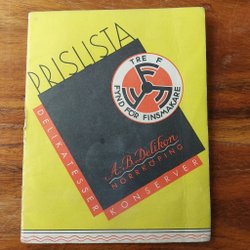 PRISLISTA
TRE F
FYND FÖR FINSMAKARE
A.B. Delikon
NORRKÖPING
DELIKATESSER
KONSERVER